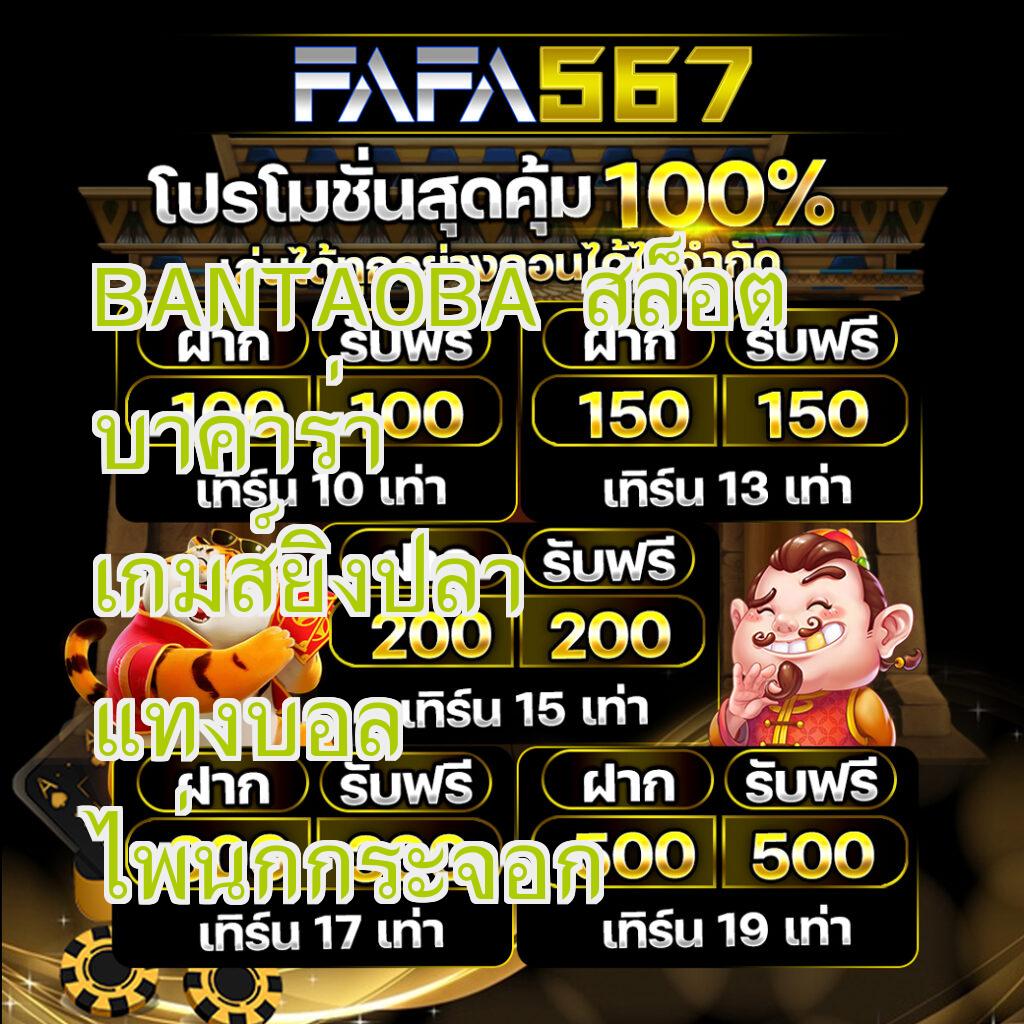 FAFA567
โปรโมชั่นสุดคุ้ม 100%
BANTAOBA สล็อต
ฝาก รับฟรี ฝาก รับฟรี
100 100 150 150
บาคาร่า
เทิร์น 10 เท่า เทิร์น 13 เท่า
ฝาก รับฟรี
เกมส์ยิงปลา
200 200
เทิร์น 15 เท่า
แทงบอล
ฝาก รับฟรี ฝาก รับฟรี
500 500
ไพ่นกกระจอก
เทิร์น 17 เท่า เทิร์น 19 เท่า